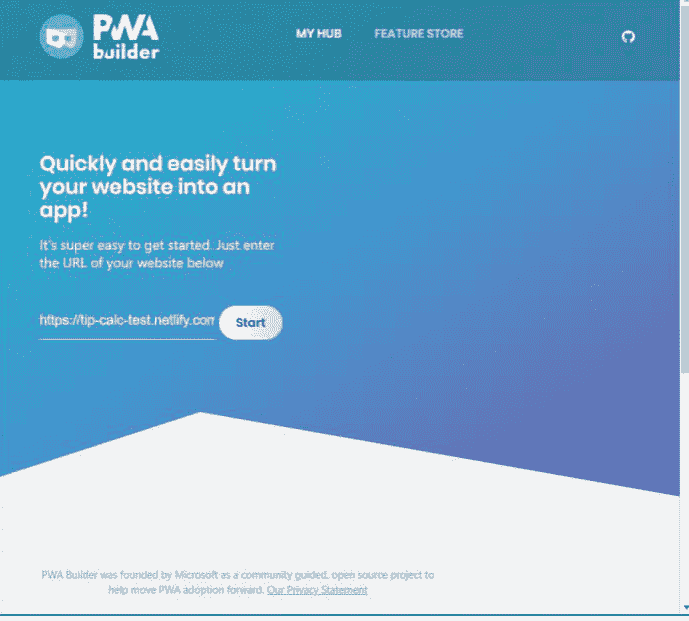 PWA
builder
MY HUB
FEATURE STORE
Quickly and easily turn
your website into an
app!
It's super easy to get started. Just enter
the URL of your website below
https://tip-calc-test.netlify.com
Start
PWA Builder was founded by Microsoft as a community guided, open source project to
help move PWA adoption forward. Our Privacy Statement